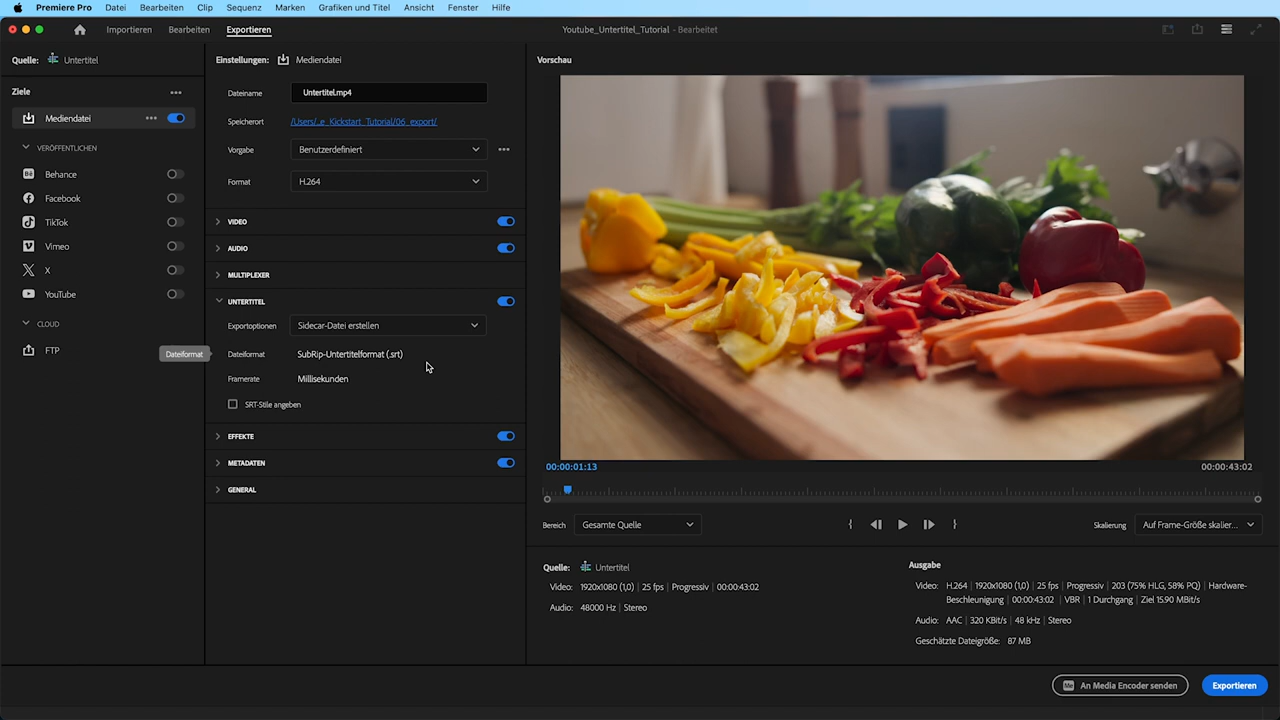 Premiere Pro Datei Bearbeiten Clip Sequenz Marken Grafiken und Titel Ansicht Fenster Hilfe
Importieren Bearbeiten Exportieren
Youtube_Untertitel_Tutorial - Bearbeitet
Quelle: Untertitel
Ziele
Mediendatei
VERÖFFENTLICHEN
Behance
Facebook
TikTok
Vimeo
X
YouTube
CLOUD
FTP
Einstellungen: Mediendatei
Dateiname Untertitel.mp4
Speicherort /Users/_e_Kickstart_Tutorial/06_export/
Vorgabe Benutzerdefiniert
Format H.264
VIDEO
AUDIO
MULTIPLEXER
UNTERTITEL
Exportoptionen Sidecar-Datei erstellen
Dateiformat
Dateiformat SubRip-Untertitelformat (.srt)
Framerate Millisekunden
SRT-Stile angeben
EFFEKTE
METADATEN
GENERAL
Vorschau
00:00:01:13 00:00:43:02
Bereich Gesamte Quelle
Skalierung Auf Frame-Größe skalier...
Quelle: Untertitel
Video: 1920x1080 (1,0) | 25 fps | Progressiv | 00:00:43:02
Audio: 48000 Hz | Stereo
Ausgabe
Video: H.264 | 1920x1080 (1,0) | 25 fps | Progressiv | 203 (75% HLG, 58% PQ) | Hardware-
Beschleunigung | 00:00:43:02 | VBR | 1 Durchgang | Ziel 15.90 MBit/s
Audio: AAC | 320 KBit/s | 48 kHz | Stereo
Geschätzte Dateigröße: 87 MB
Me An Media Encoder senden
Exportieren